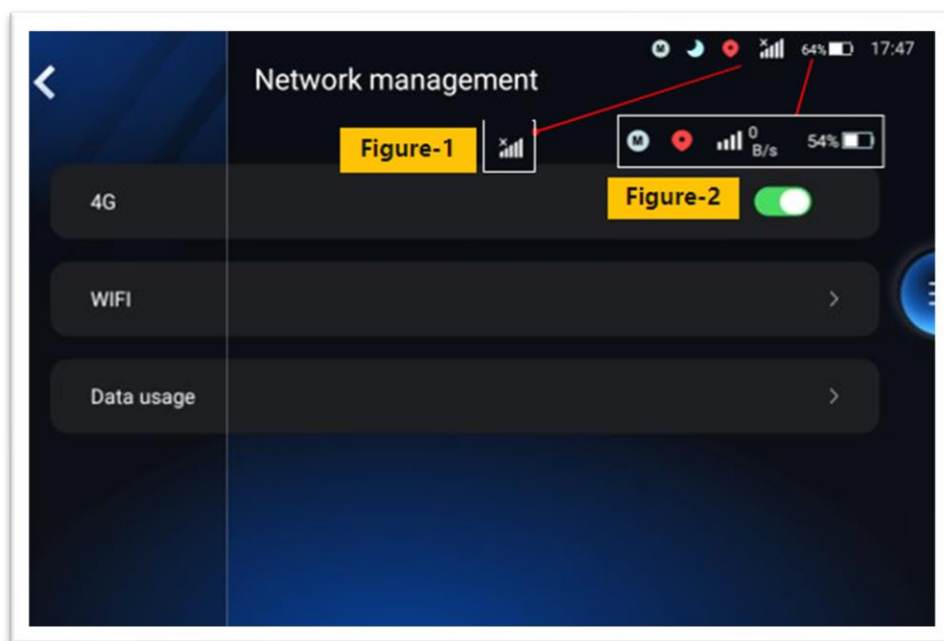 M 64% 17:47
Network management
Figure-1
M 0 B/s 54%
4G
Figure-2
WIFI
Data usage